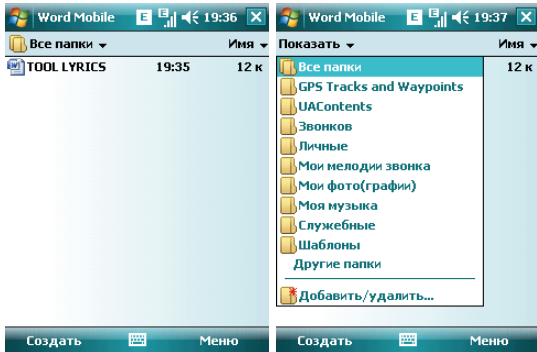 Word Mobile E E 19:36
Все папки Имя
TOOL LYRICS 19:35 12 к
Создать Меню
Word Mobile E E 19:37
Показать Имя
Все папки 12 к
GPS Tracks and Waypoints
UAContents
Звонков
Личные
Мои мелодии звонка
Мои фото(графии)
Моя музыка
Служебные
Шаблоны
Другие папки
Добавить/удалить...
Создать Меню